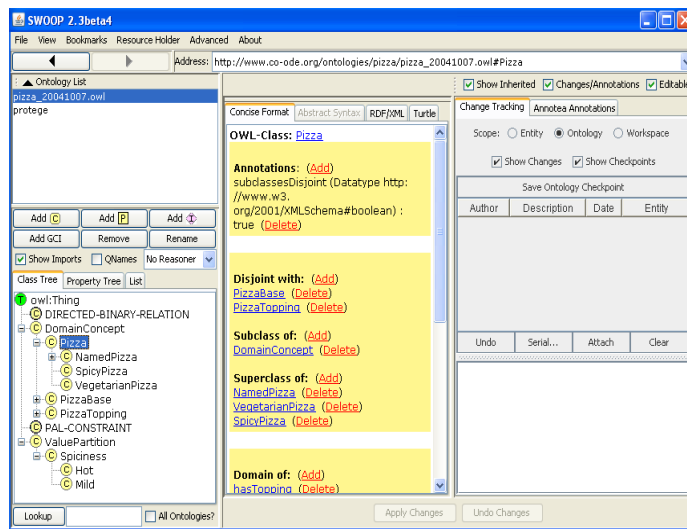 SWOOP 2.3beta4
File View Bookmarks Resource Holder Advanced About
Address: http://www.co-ode.org/ontologies/pizza/pizza_20041007.owl#Pizza
Ontology List
pizza_20041007.owl
protege
Add C Add P Add I
Add GCI Remove Rename
Show Imports QNames No Reasoner
Class Tree Property Tree List
T owl:Thing
C DIRECTED-BINARY-RELATION
C DomainConcept
C Pizza
C NamedPizza
C SpicyPizza
C VegetarianPizza
C PizzaBase
C PizzaTopping
C PAL-CONSTRAINT
C ValuePartition
C Spiciness
C Hot
C Mild
Lookup All Ontologies?
Concise Format Abstract Syntax RDF/XML Turtle
OWL-Class: Pizza
Annotations: (Add)
subclassesDisjoint (Datatype http:
//www.w3.
org/2001/XMLSchema#boolean) :
true (Delete)
Disjoint with: (Add)
PizzaBase (Delete)
PizzaTopping (Delete)
Subclass of: (Add)
DomainConcept (Delete)
Superclass of: (Add)
NamedPizza (Delete)
VegetarianPizza (Delete)
SpicyPizza (Delete)
Domain of: (Add)
hasTopping (Delete)
Show Inherited Changes/Annotations Editable
Change Tracking Annotea Annotations
Scope: Entity Ontology Workspace
Show Changes Show Checkpoints
Save Ontology Checkpoint
Author Description Date Entity
Undo Serial... Attach Clear
Apply Changes Undo Changes